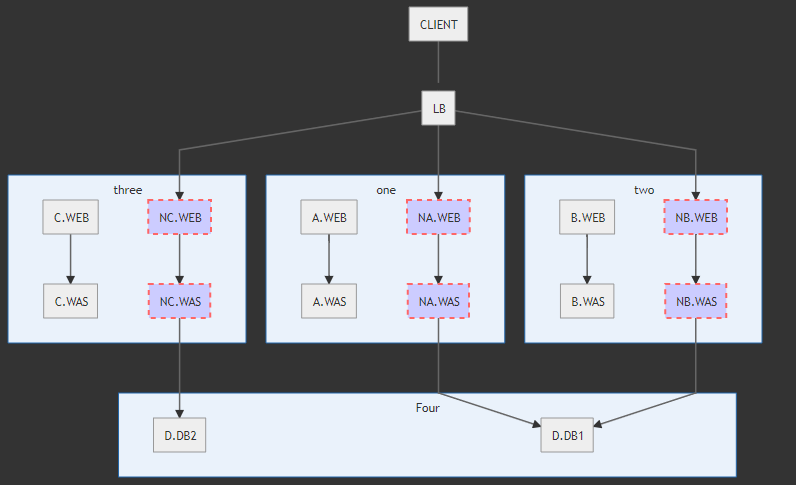 CLIENT
LB
three
one
two
C.WEB
NC.WEB
A.WEB
NA.WEB
B.WEB
NB.WEB
C.WAS
NC.WAS
A.WAS
NA.WAS
B.WAS
NB.WAS
Four
D.DB2
D.DB1